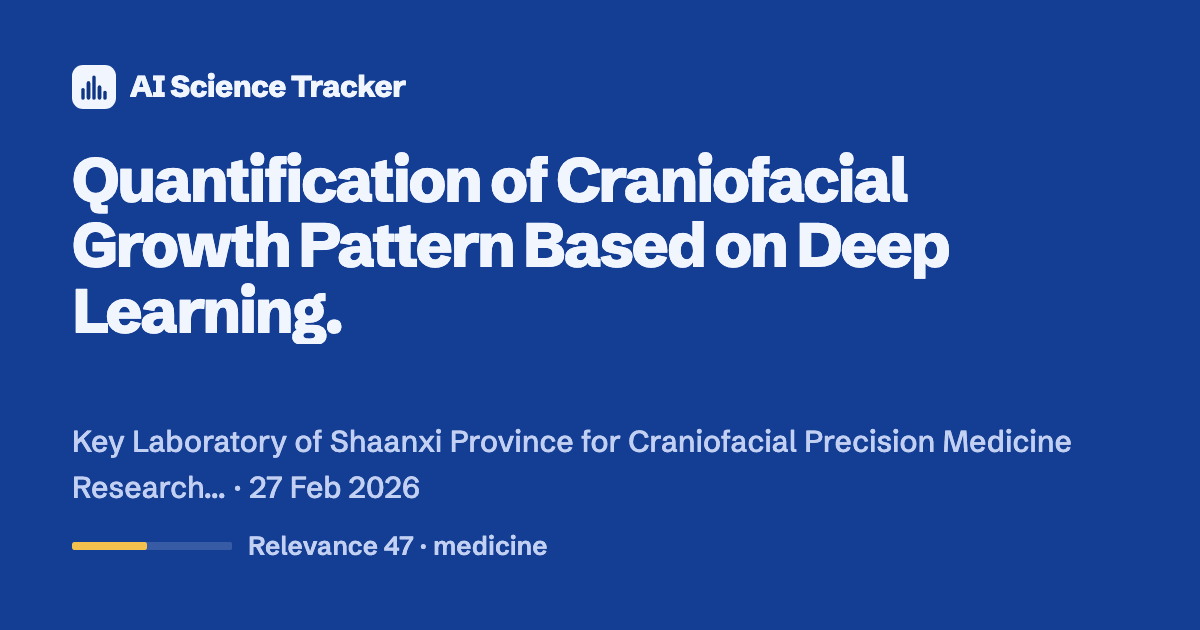 AI Science Tracker
Quantification of Craniofacial
Growth Pattern Based on Deep
Learning.
Key Laboratory of Shaanxi Province for Craniofacial Precision Medicine
Research... · 27 Feb 2026
Relevance 47 · medicine